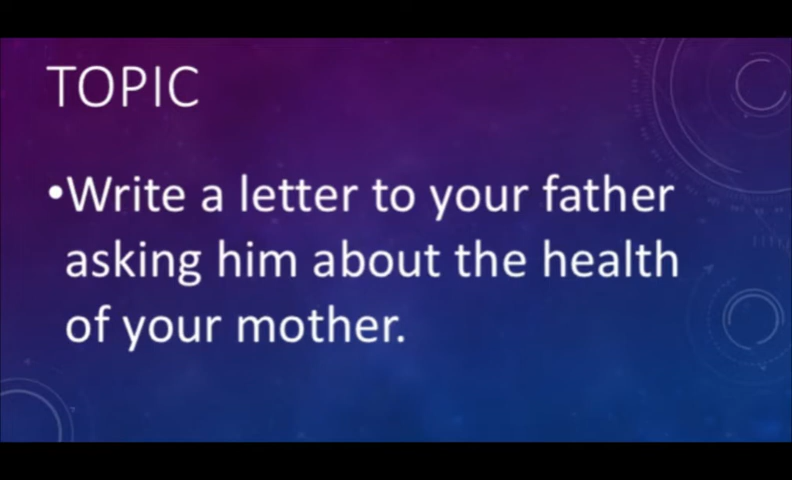 TOPIC
•Write a letter to your father
asking him about the health
of your mother.